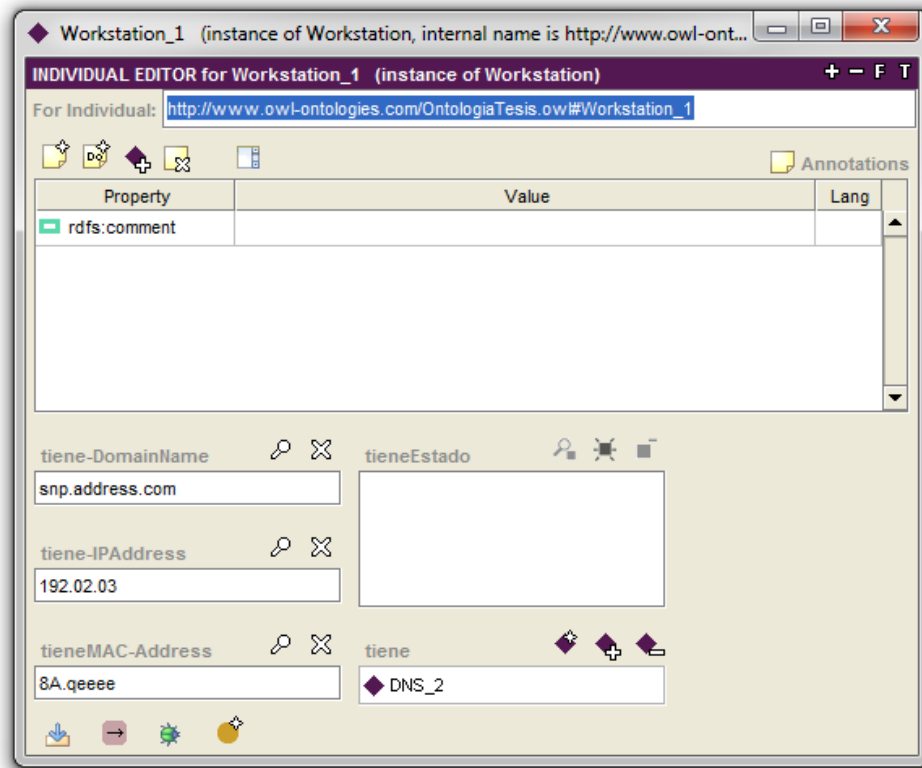 Workstation_1 (instance of Workstation, internal name is http://www.owl-ont...
INDIVIDUAL EDITOR for Workstation_1 (instance of Workstation) + - F T
For Individual: http://www.owl-ontologies.com/OntologiaTesis.owl#Workstation_1
Annotations
Property Value Lang
rdfs:comment
tiene-DomainName tieneEstado
snp.address.com
tiene-IPAddress
192.02.03
tieneMAC-Address tiene
8A.qeeee DNS_2